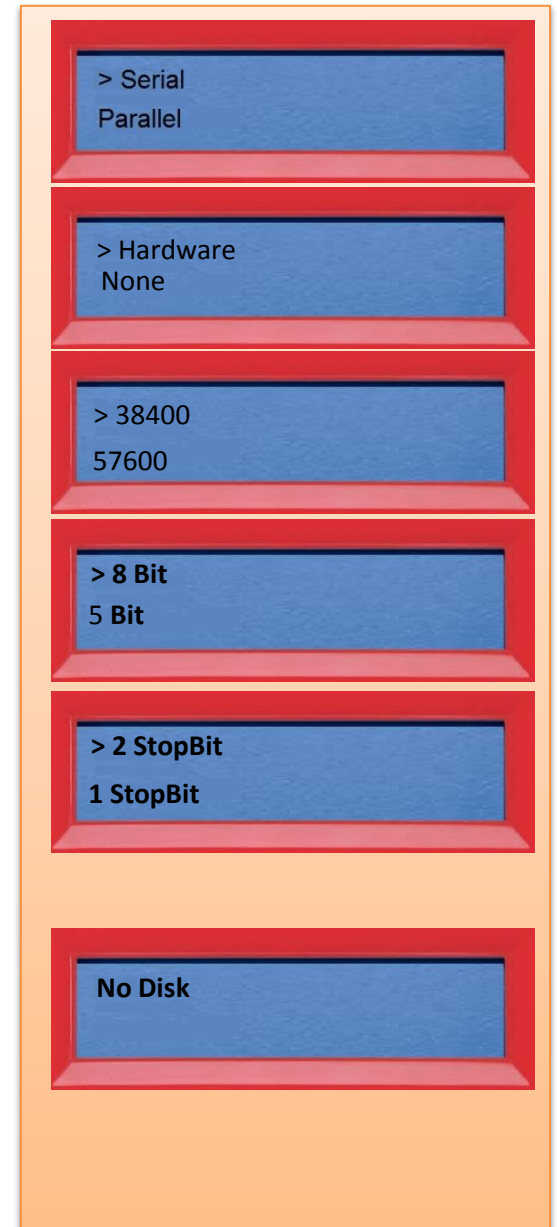 > Serial
Parallel
> Hardware
None
> 38400
57600
> 8 Bit
5 Bit
> 2 StopBit
1 StopBit
No Disk